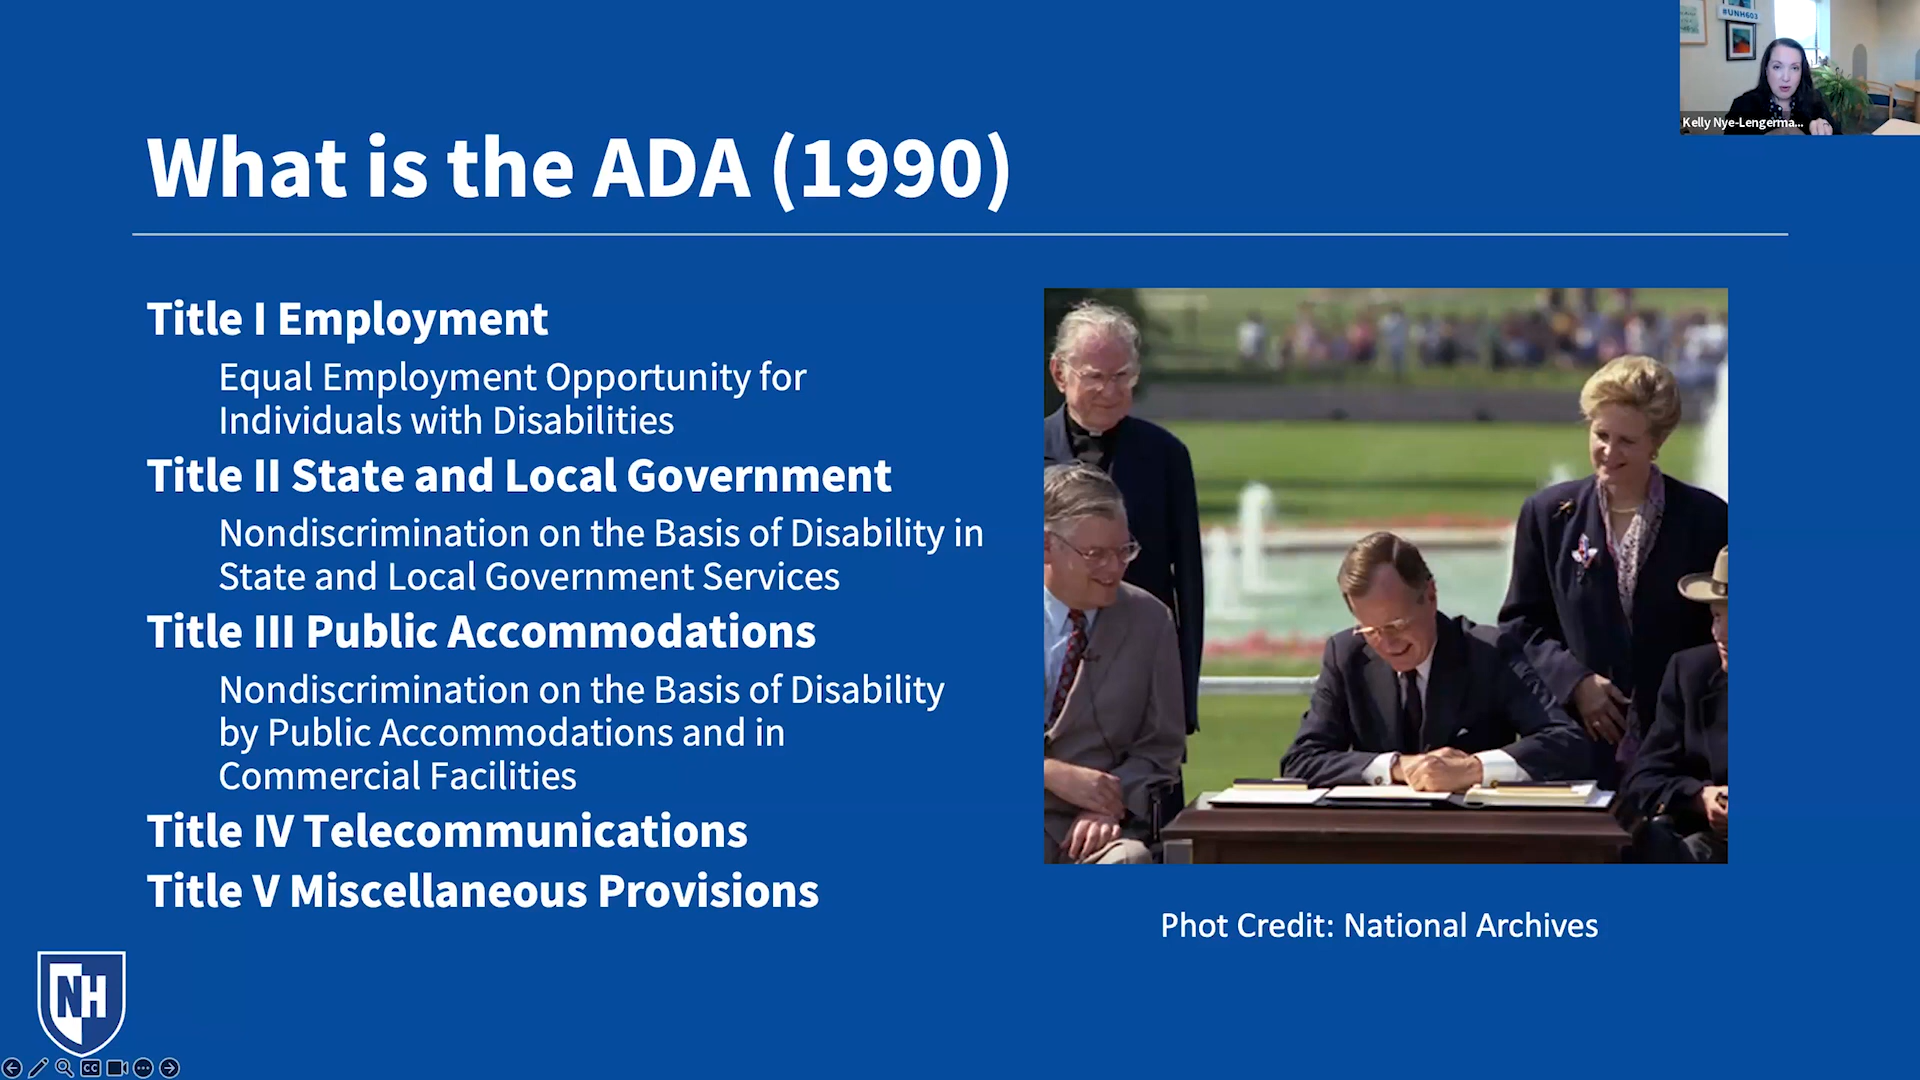 #UNH603
Kelly Nye-Lengerma...
What is the ADA (1990)
Title I Employment
Equal Employment Opportunity for
Individuals with Disabilities
Title II State and Local Government
Nondiscrimination on the Basis of Disability in
State and Local Government Services
Title III Public Accommodations
Nondiscrimination on the Basis of Disability
by Public Accommodations and in
Commercial Facilities
Title IV Telecommunications
Title V Miscellaneous Provisions
Phot Credit: National Archives
NH
CC